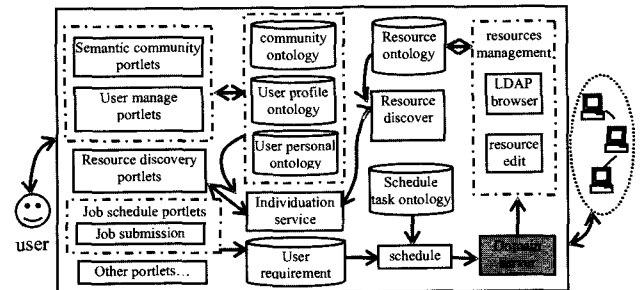 Semantic community
portlets
User manage
portlets
Resource discovery
portlets
Job schedule portlets
Job submission
Other portlets…
user
community
ontology
User profile
ontology
User personal
ontology
Individuation
service
User
requirement
Resource
ontology
Resource
discover
Schedule
task ontology
schedule
resources
management
LDAP
browser
resource
edit